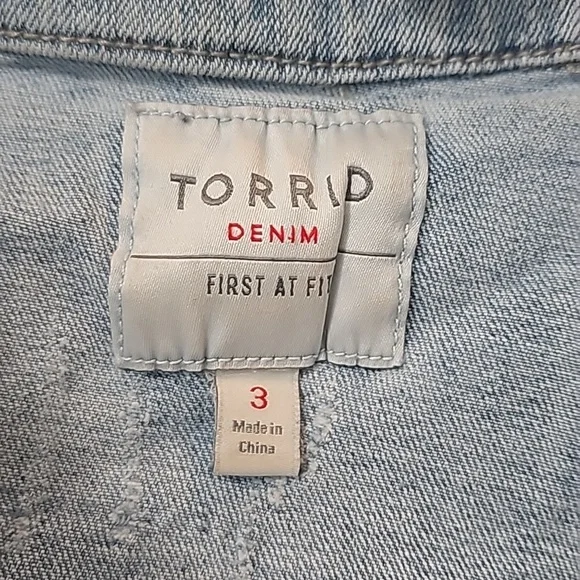 TORRID
DENIM
FIRST AT FIT
3
Made in
China